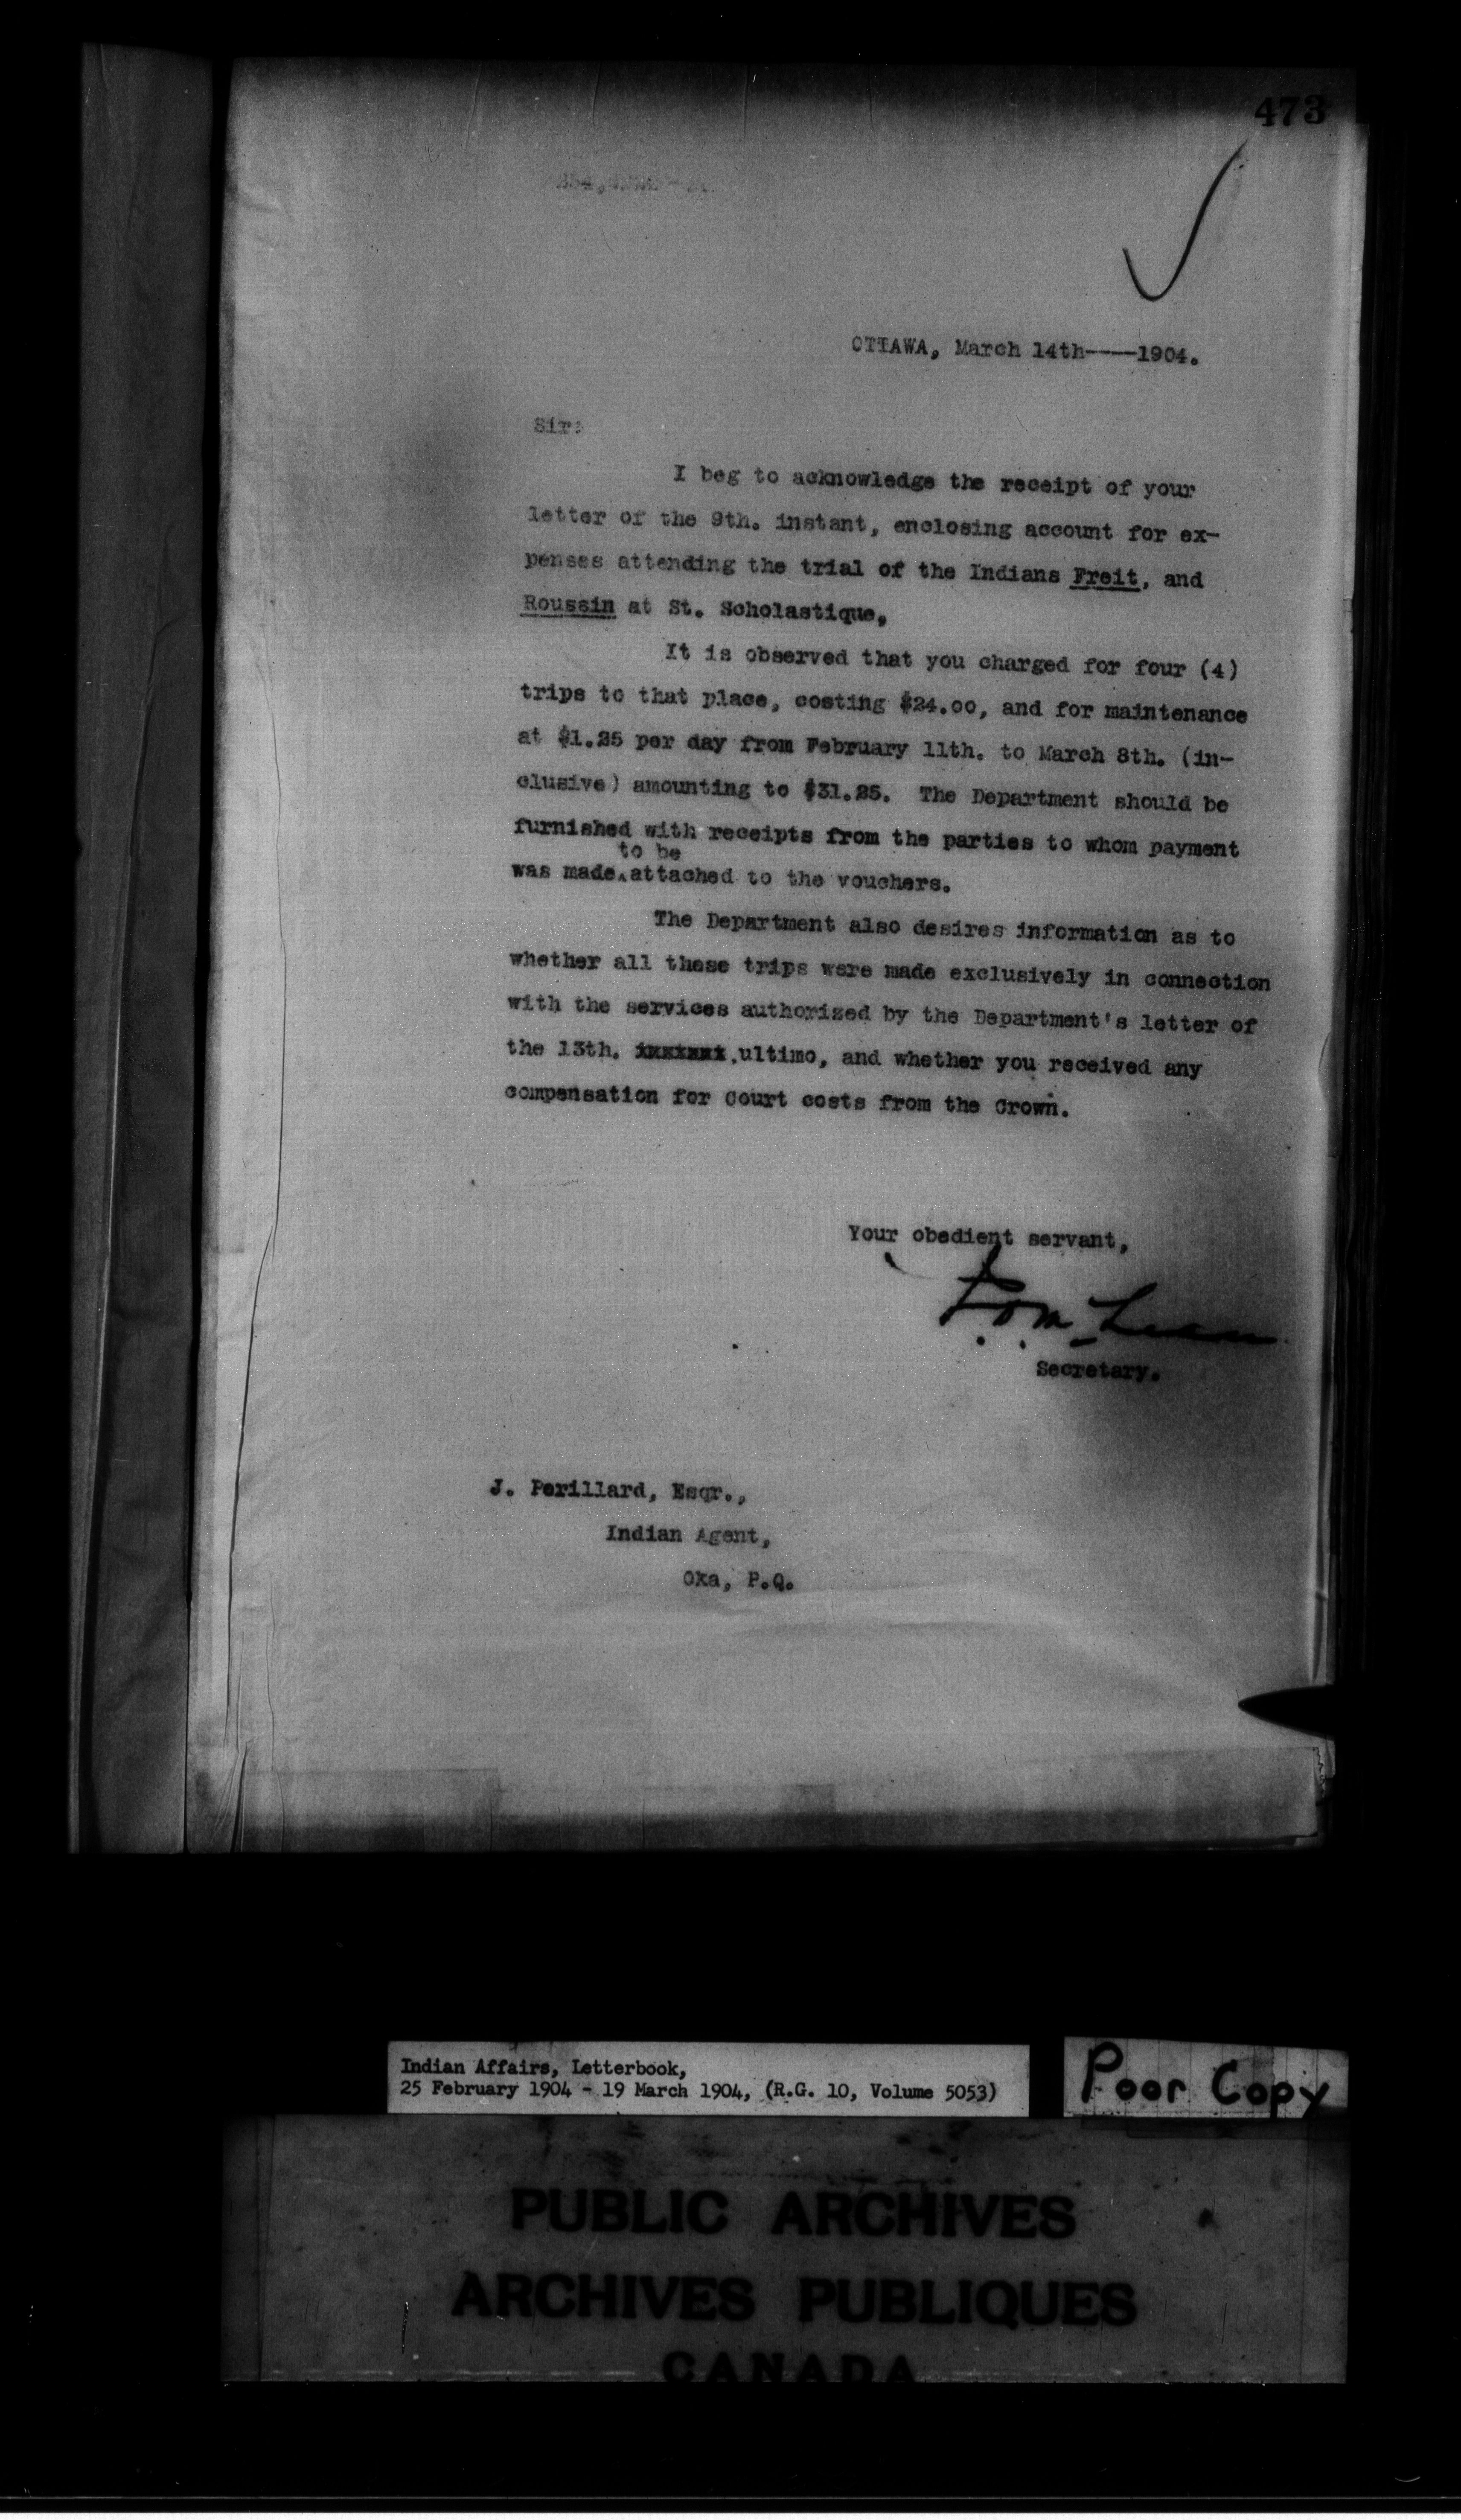 473
OTTAWA, March 14th----1904.
Sir:
I beg to acknowledge the receipt of your
letter of the 9th. instant, enclosing account for ex-
penses attending the trial of the Indians Freit, and
Roussin at St. Scholastique,
It is observed that you charged for four (4)
trips to that place, costing $24.00, and for maintenance
at $1.25 per day from February 11th. to March 8th. (in-
clusive) amounting to $31.25. The Department should be
furnished with receipts from the parties to whom payment
to be
was made attached to the vouchers.
The Department also desires information as to
whether all these trips were made exclusively in connection
with the services authorized by the Department's letter of
the 13th. ultimo, and whether you received any
compensation for Court costs from the Crown.
Your obedient servant,
Secretary.
J. Perillard, Esqr.,
Indian Agent,
Oka, P.Q.
Indian Affairs, Letterbook,
25 February 1904 - 19 March 1904, (R.G. 10, Volume 5053)
Poor Copy
PUBLIC ARCHIVES
ARCHIVES PUBLIQUES
CANADA